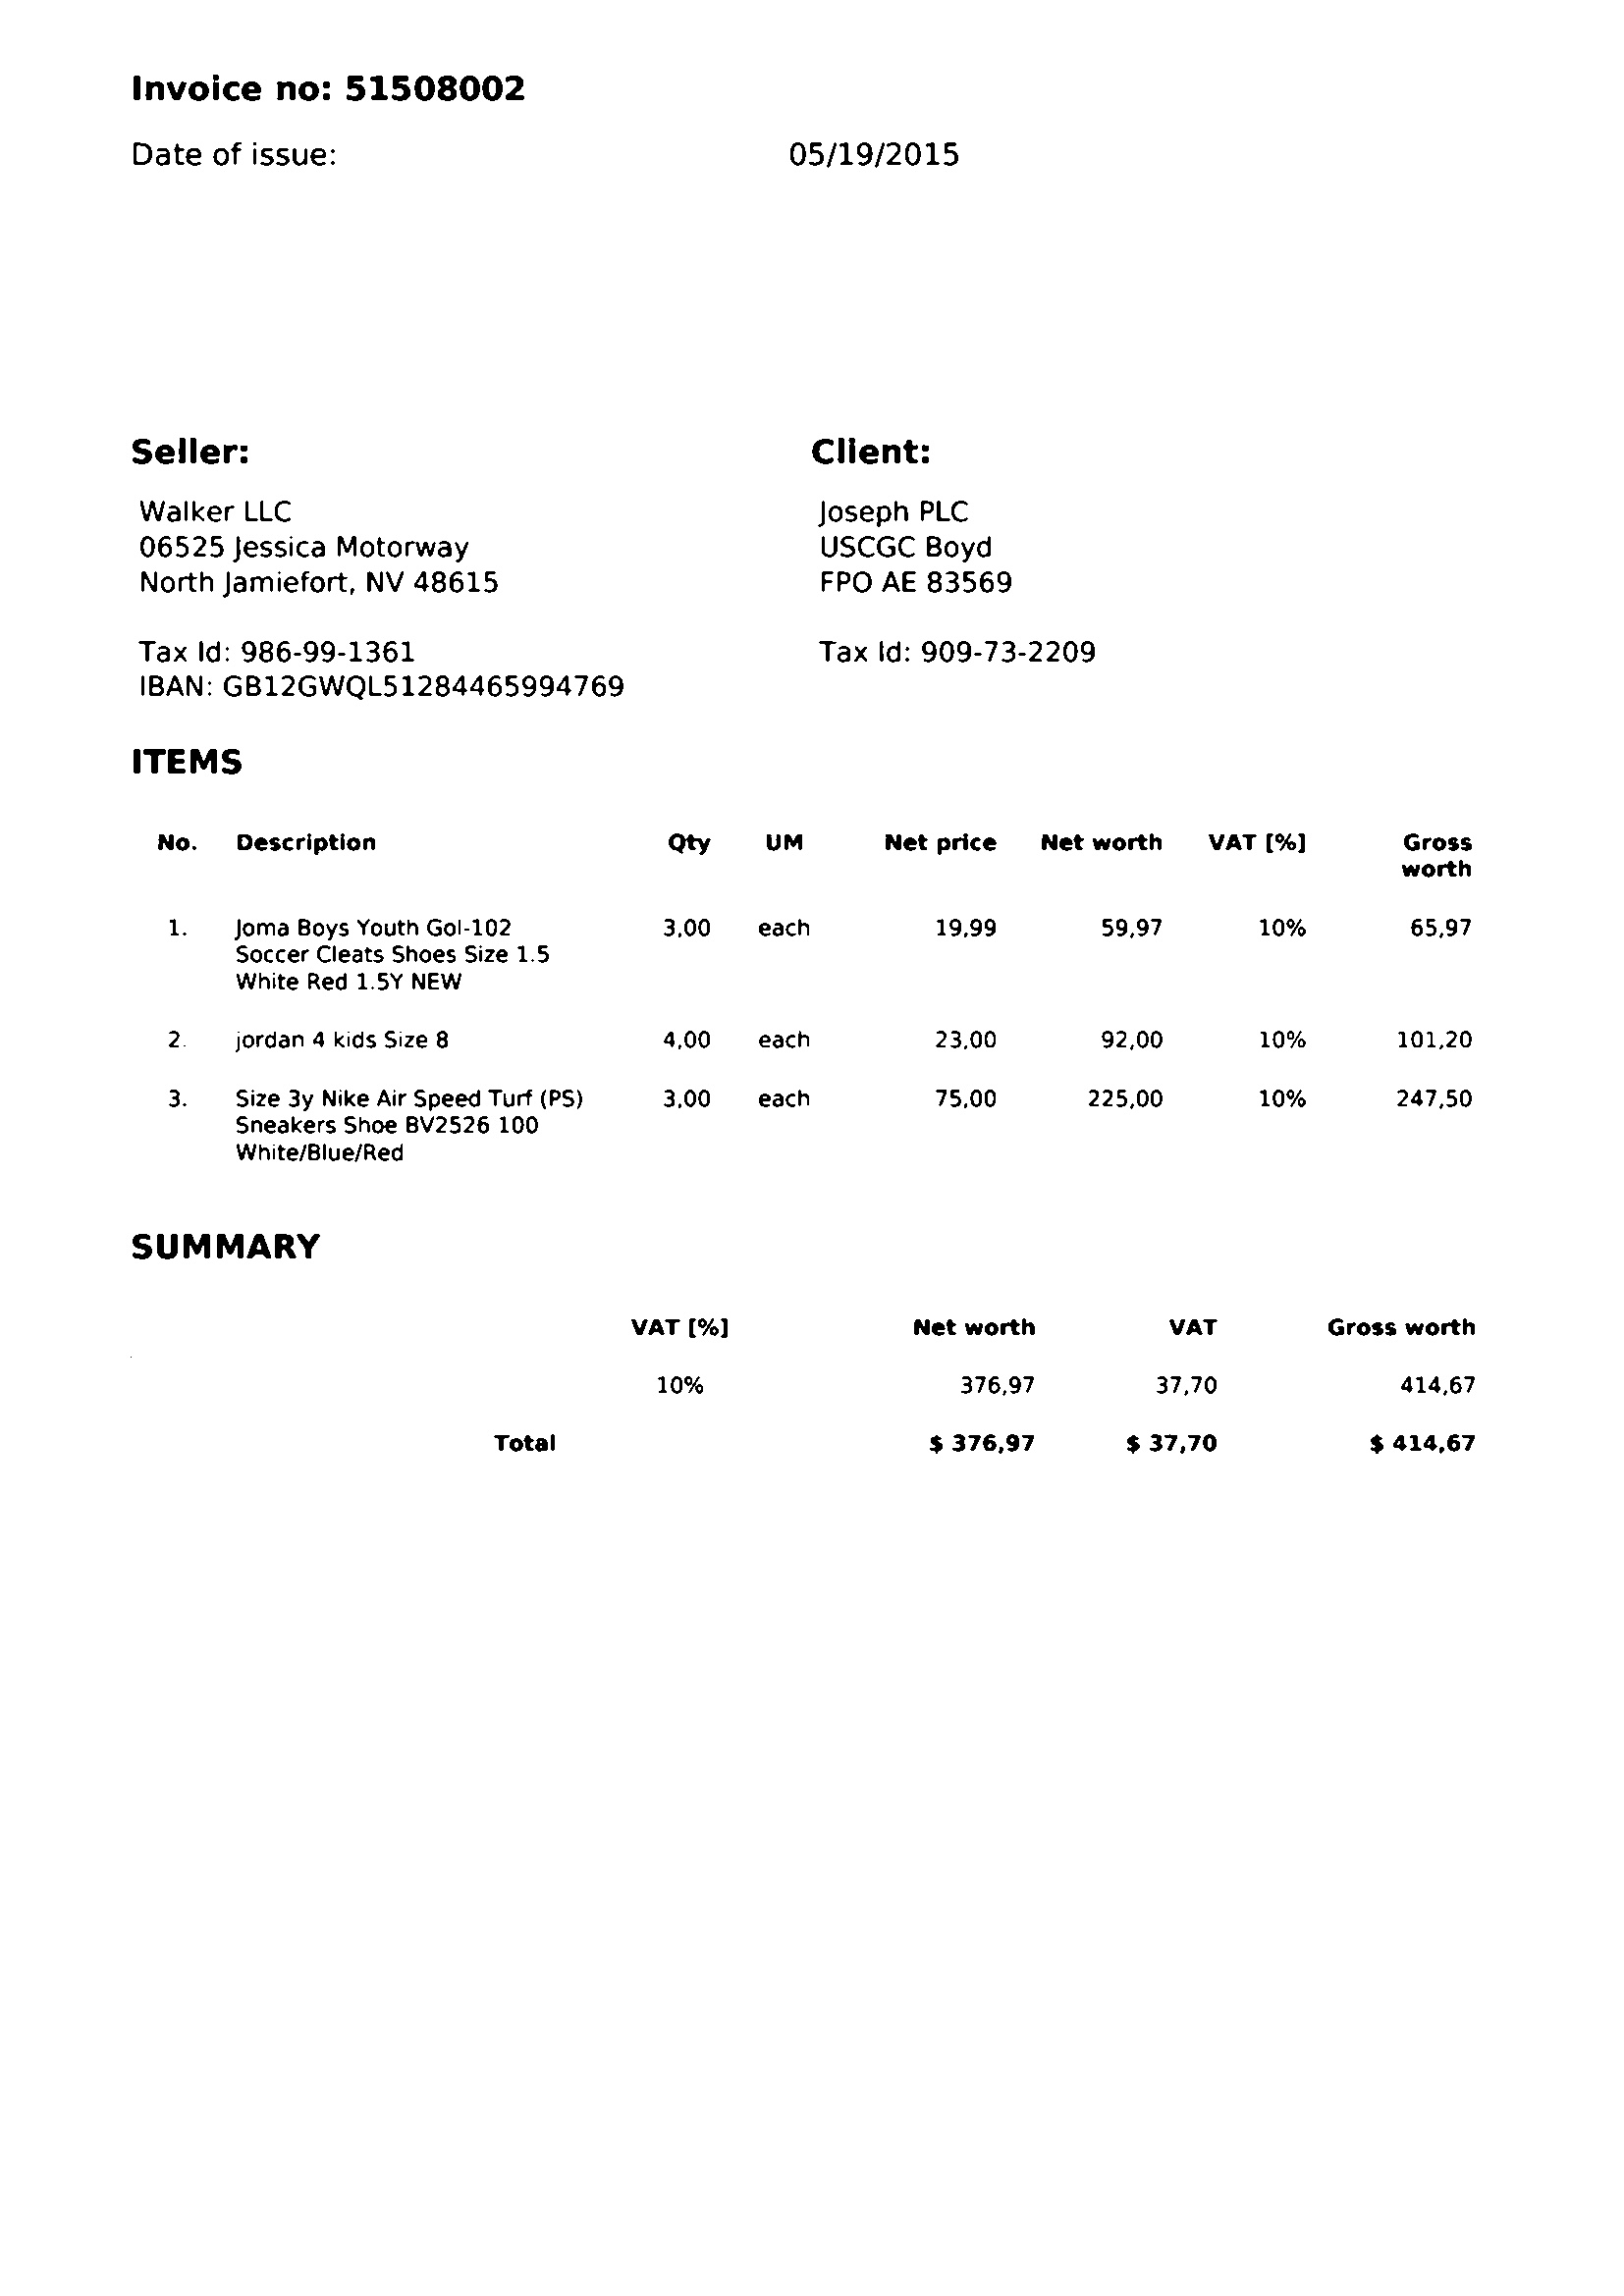 Invoice no: 51508002
Date of issue: 05/19/2015
Seller: Client:
Walker LLC Joseph PLC
06525 Jessica Motorway USCGC Boyd
North Jamiefort, NV 48615 FPO AE 83569
Tax Id: 986-99-1361 Tax Id: 909-73-2209
IBAN: GB12GWQL51284465994769
ITEMS
No. Description Qty UM Net price Net worth VAT [%] Gross
worth
1. Joma Boys Youth Gol-102 3,00 each 19,99 59,97 10% 65,97
Soccer Cleats Shoes Size 1.5
White Red 1.5Y NEW
2. jordan 4 kids Size 8 4,00 each 23,00 92,00 10% 101,20
3. Size 3y Nike Air Speed Turf (PS) 3,00 each 75,00 225,00 10% 247,50
Sneakers Shoe BV2526 100
White/Blue/Red
SUMMARY
VAT [%] Net worth VAT Gross worth
10% 376,97 37,70 414,67
Total $ 376,97 $ 37,70 $ 414,67